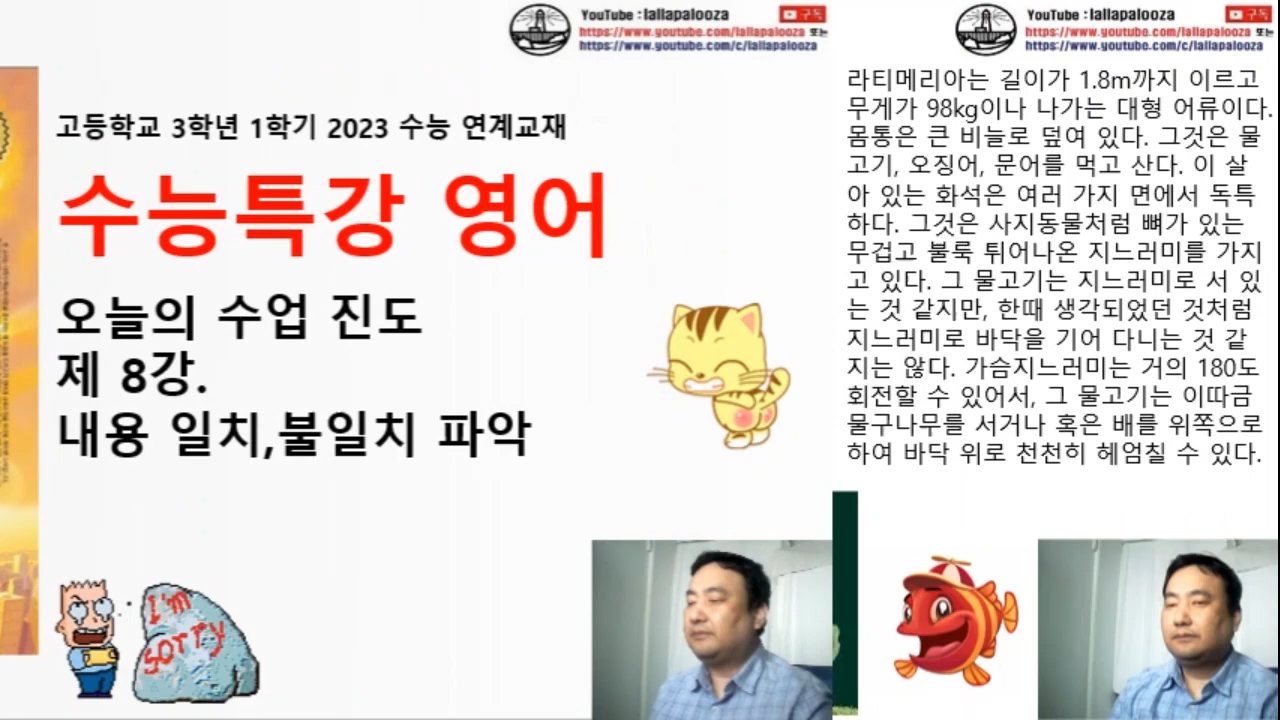 YouTube : lallapalooza
구독
https://www.youtube.com/lallapalooza 또는
https://www.youtube.com/c/lallapalooza
고등학교 3학년 1학기 2023 수능 연계교재
수능특강 영어
오늘의 수업 진도
제 8강.
내용 일치,불일치 파악
I'm
sorry
YouTube : lallapalooza
구독
https://www.youtube.com/lallapalooza 또는
https://www.youtube.com/c/lallapalooza
라티메리아는 길이가 1.8m까지 이르고
무게가 98kg이나 나가는 대형 어류이다.
몸통은 큰 비늘로 덮여 있다. 그것은 물
고기, 오징어, 문어를 먹고 산다. 이 살
아 있는 화석은 여러 가지 면에서 독특
하다. 그것은 사지동물처럼 뼈가 있는
무겁고 불룩 튀어나온 지느러미를 가지
고 있다. 그 물고기는 지느러미로 서 있
는 것 같지만, 한때 생각되었던 것처럼
지느러미로 바닥을 기어 다니는 것 같
지는 않다. 가슴지느러미는 거의 180도
회전할 수 있어서, 그 물고기는 이따금
물구나무를 서거나 혹은 배를 위쪽으로
하여 바닥 위로 천천히 헤엄칠 수 있다.